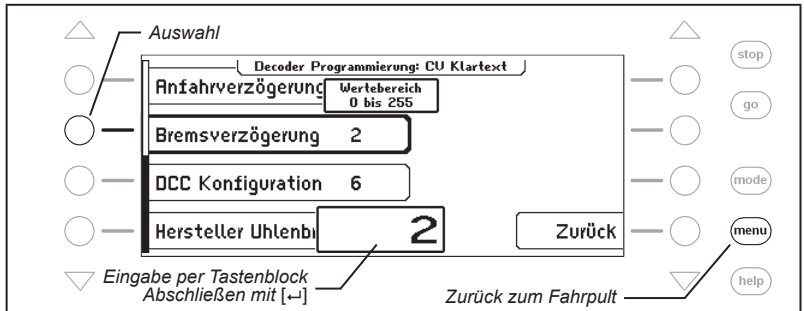 Auswahl
Decoder Programmierung: CV Klartext
Anfahrverzögerung
Wertebereich
0 bis 255
Bremsverzögerung 2
DCC Konfiguration 6
Hersteller Uhlenb
2
Zurück
stop
go
mode
menu
help
Eingabe per Tastenblock
Abschließen mit [↵]
Zurück zum Fahrpult